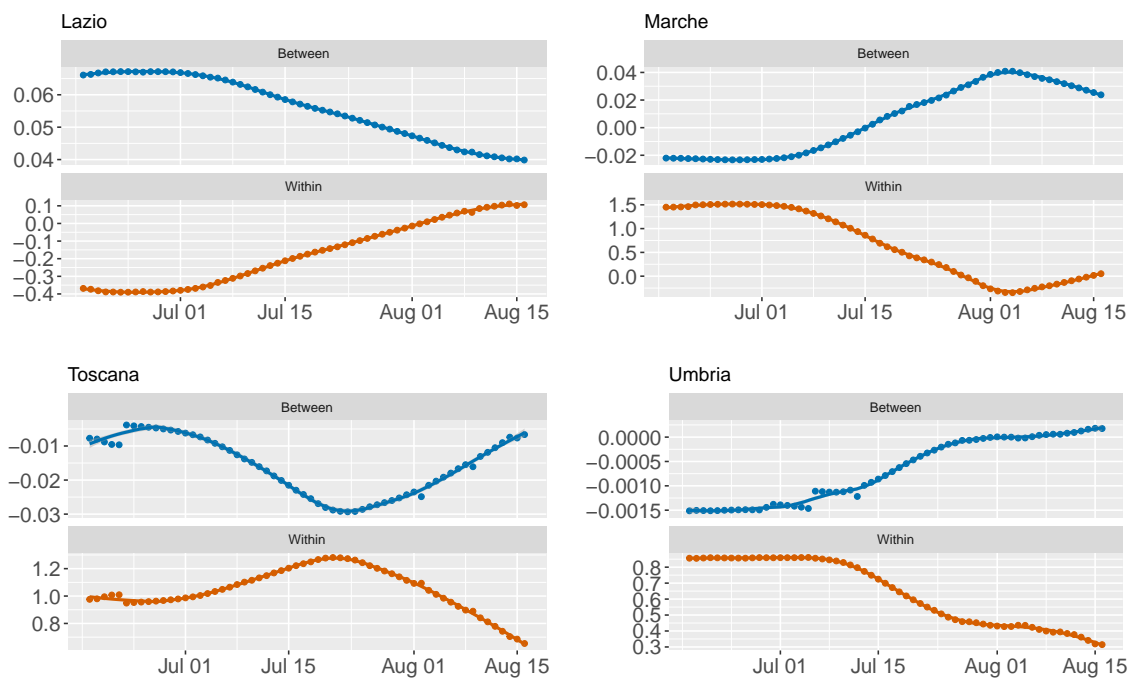 Lazio
Between
0.06
0.05
0.04
Within
0.1
0.0
−0.1
−0.2
−0.3
−0.4
Jul 01 Jul 15 Aug 01 Aug 15
Marche
Between
0.04
0.02
0.00
−0.02
Within
1.5
1.0
0.5
0.0
Jul 01 Jul 15 Aug 01 Aug 15
Toscana
Between
−0.01
−0.02
−0.03
Within
1.2
1.0
0.8
Jul 01 Jul 15 Aug 01 Aug 15
Umbria
Between
0.0000
−0.0005
−0.0010
−0.0015
Within
0.8
0.7
0.6
0.5
0.4
0.3
Jul 01 Jul 15 Aug 01 Aug 15